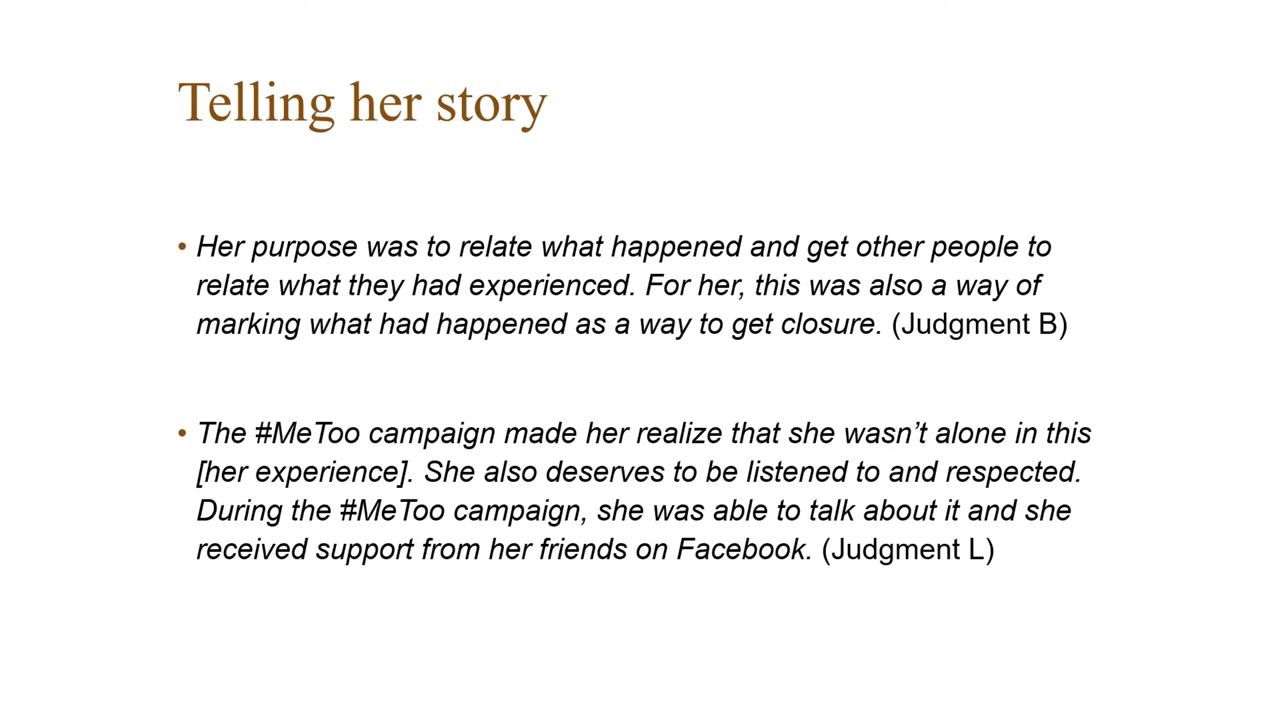 Telling her story
• Her purpose was to relate what happened and get other people to
relate what they had experienced. For her, this was also a way of
marking what had happened as a way to get closure. (Judgment B)
• The #MeToo campaign made her realize that she wasn’t alone in this
[her experience]. She also deserves to be listened to and respected.
During the #MeToo campaign, she was able to talk about it and she
received support from her friends on Facebook. (Judgment L)